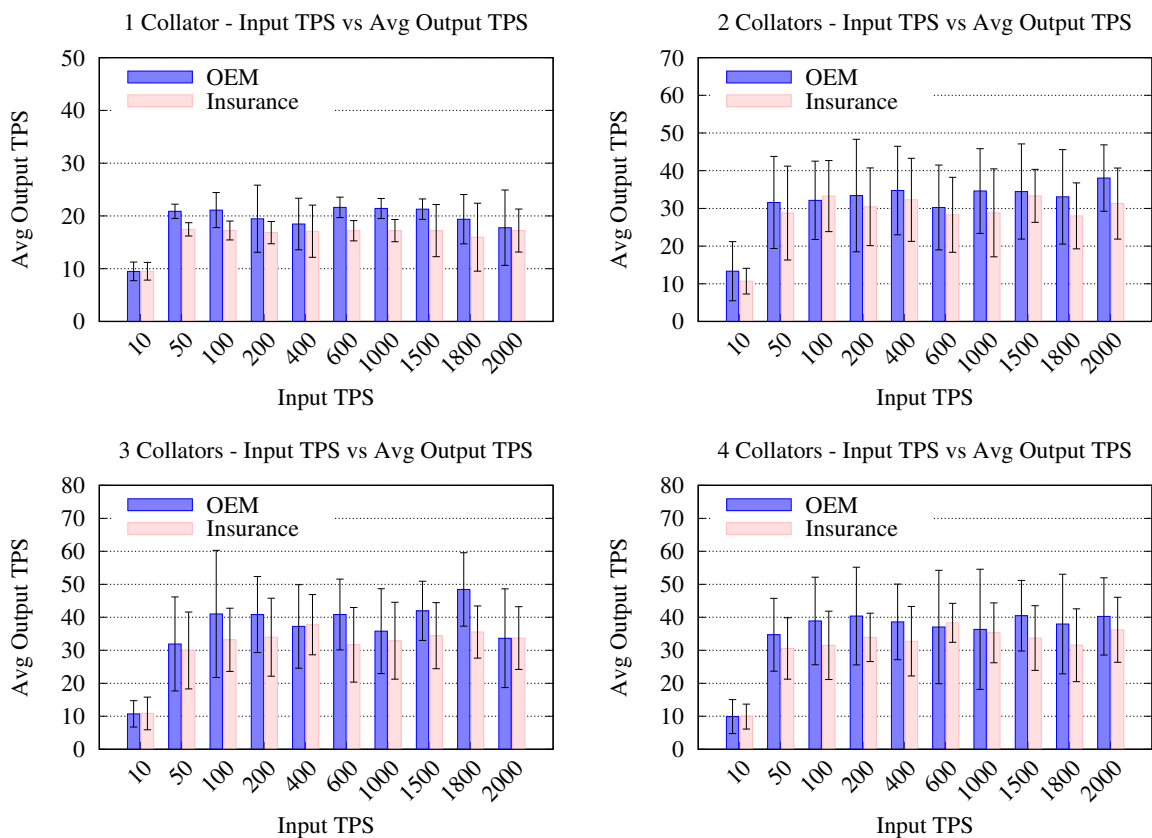 1 Collator - Input TPS vs Avg Output TPS
Avg Output TPS
50
40
30
20
10
0
OEM
Insurance
10 50 100 200 400 600 1000 1500 1800 2000
Input TPS
2 Collators - Input TPS vs Avg Output TPS
Avg Output TPS
70
60
50
40
30
20
10
0
OEM
Insurance
10 50 100 200 400 600 1000 1500 1800 2000
Input TPS
3 Collators - Input TPS vs Avg Output TPS
Avg Output TPS
80
70
60
50
40
30
20
10
0
OEM
Insurance
10 50 100 200 400 600 1000 1500 1800 2000
Input TPS
4 Collators - Input TPS vs Avg Output TPS
Avg Output TPS
80
70
60
50
40
30
20
10
0
OEM
Insurance
10 50 100 200 400 600 1000 1500 1800 2000
Input TPS